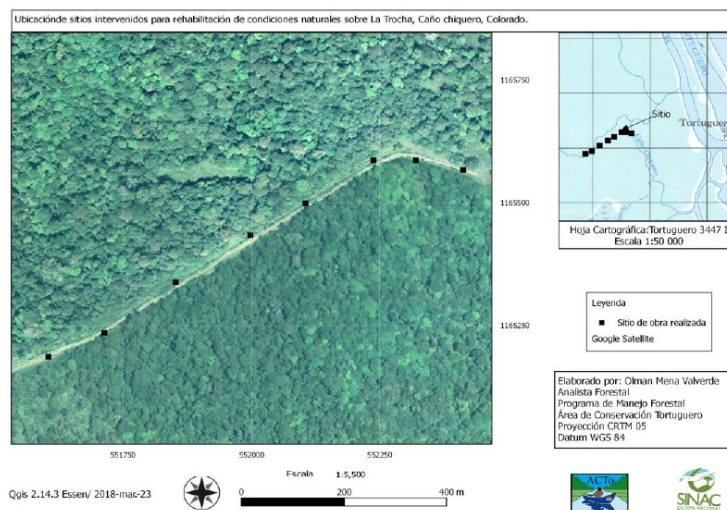 Ubicaciónde sitios intervenidos para rehabilitación de condiciones naturales sobre La Trocha, Caño chiquero, Colorado.
1165750
1165500
1165250
551750
552000
552250
Sitio
Tortuguer
Hoja Cartográfica:Tortuguero 3447 I
Escala 1:50 000
Leyenda
Sitio de obra realizada
Google Satellite
Elaborado por: Olman Mena Valverde
Analista Forestal
Programa de Manejo Forestal
Área de Conservación Tortuguero
Proyección CRTM 05
Datum WGS 84
Qgis 2.14.3 Essen/ 2018-mar-23
Escala 1:5,500
0 200 400 m
ACTo
SINAC